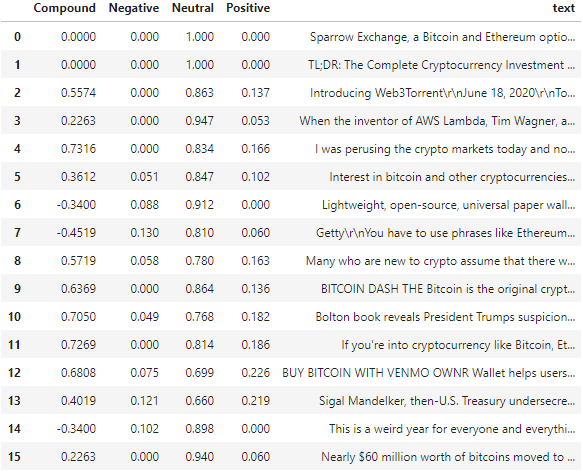 Compound Negative Neutral Positive text
0 0.0000 0.000 1.000 0.000 Sparrow Exchange, a Bitcoin and Ethereum optio...
1 0.0000 0.000 1.000 0.000 TL;DR: The Complete Cryptocurrency Investment ...
2 0.5574 0.000 0.863 0.137 Introducing Web3Torrent\r\nJune 18, 2020\r\nTo...
3 0.2263 0.000 0.947 0.053 When the inventor of AWS Lambda, Tim Wagner, a...
4 0.7316 0.000 0.834 0.166 I was perusing the crypto markets today and no...
5 0.3612 0.051 0.847 0.102 Interest in bitcoin and other cryptocurrencies...
6 -0.3400 0.088 0.912 0.000 Lightweight, open-source, universal paper wall...
7 -0.4519 0.130 0.810 0.060 Getty\r\nYou have to use phrases like Ethereum...
8 0.5719 0.058 0.780 0.163 Many who are new to crypto assume that there w...
9 0.6369 0.000 0.864 0.136 BITCOIN DASH THE Bitcoin is the original crypt...
10 0.7050 0.049 0.768 0.182 Bolton book reveals President Trumps suspicion...
11 0.7269 0.000 0.814 0.186 If you're into cryptocurrency like Bitcoin, Et...
12 0.6808 0.075 0.699 0.226 BUY BITCOIN WITH VENMO OWNR Wallet helps users...
13 0.4019 0.121 0.660 0.219 Sigal Mandelker, then-U.S. Treasury undersecre...
14 -0.3400 0.102 0.898 0.000 This is a weird year for everyone and everythi...
15 0.2263 0.000 0.940 0.060 Nearly $60 million worth of bitcoins moved to ...